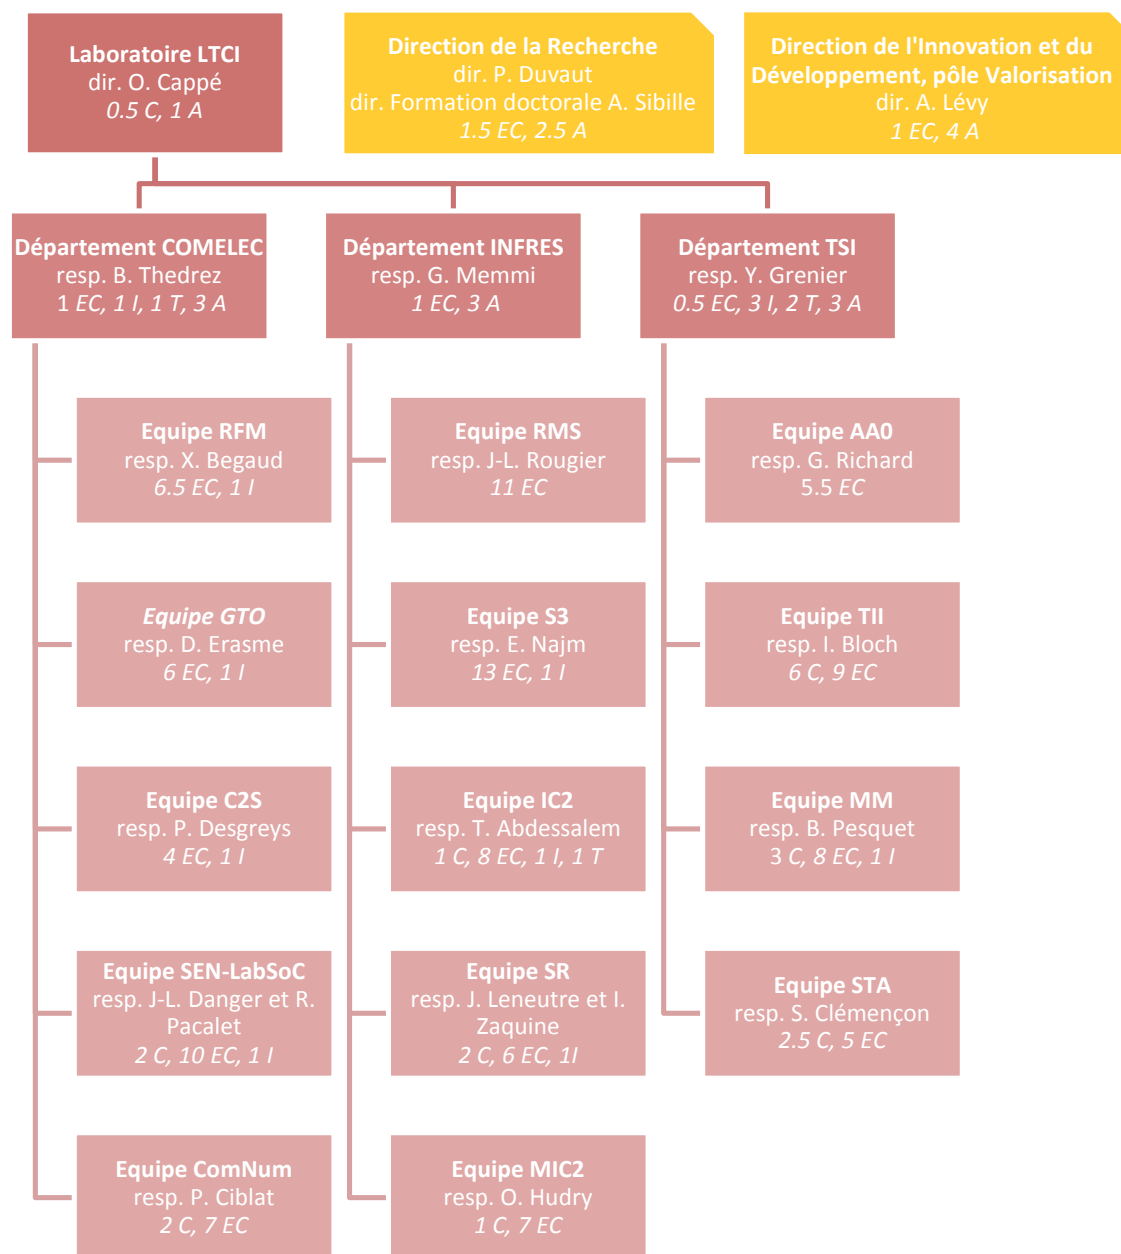 Laboratoire LTCI
dir. O. Cappé
0.5 C, 1 A
Direction de la Recherche
dir. P. Duvaut
dir. Formation doctorale A. Sibille
1.5 EC, 2.5 A
Direction de l'Innovation et du
Développement, pôle Valorisation
dir. A. Lévy
1 EC, 4 A
Département COMELEC
resp. B. Thedrez
1 EC, 1 I, 1 T, 3 A
Département INFRES
resp. G. Memmi
1 EC, 3 A
Département TSI
resp. Y. Grenier
0.5 EC, 3 I, 2 T, 3 A
Equipe RFM
resp. X. Begaud
6.5 EC, 1 I
Equipe RMS
resp. J-L. Rougier
11 EC
Equipe AA0
resp. G. Richard
5.5 EC
Equipe GTO
resp. D. Erasme
6 EC, 1 I
Equipe S3
resp. E. Najm
13 EC, 1 I
Equipe TII
resp. I. Bloch
6 C, 9 EC
Equipe C2S
resp. P. Desgreys
4 EC, 1 I
Equipe IC2
resp. T. Abdessalem
1 C, 8 EC, 1 I, 1 T
Equipe MM
resp. B. Pesquet
3 C, 8 EC, 1 I
Equipe SEN-LabSoC
resp. J-L. Danger et R.
Pacalet
2 C, 10 EC, 1 I
Equipe SR
resp. J. Leneutre et I.
Zaquine
2 C, 6 EC, 1I
Equipe STA
resp. S. Clémençon
2.5 C, 5 EC
Equipe ComNum
resp. P. Ciblat
2 C, 7 EC
Equipe MIC2
resp. O. Hudry
1 C, 7 EC